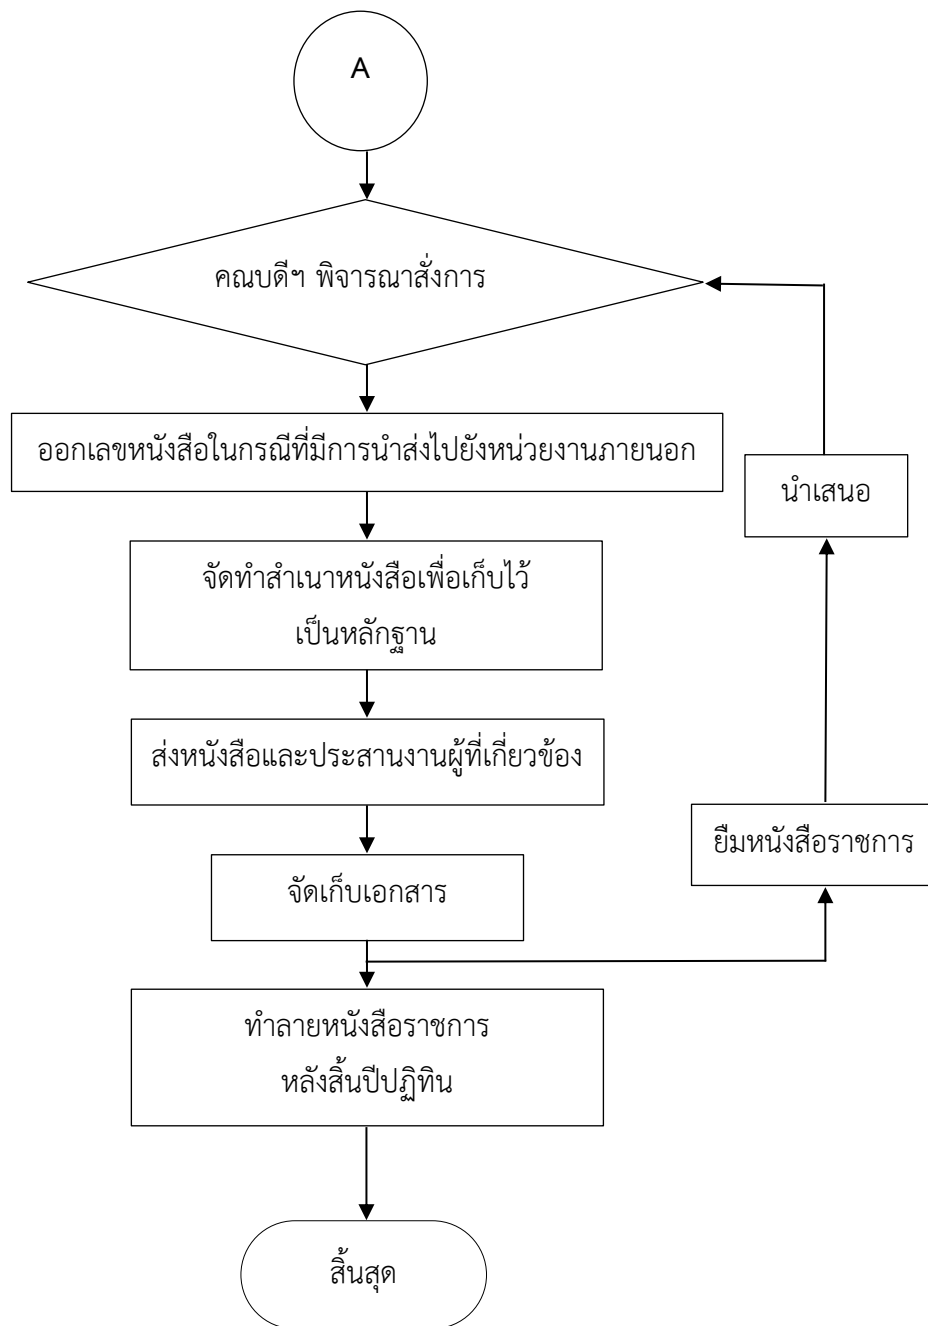 A
คณบดีฯ พิจารณาสั่งการ
ออกเลขหนังสือในกรณีที่มีการนำส่งไปยังหน่วยงานภายนอก
นำเสนอ
จัดทำสำเนาหนังสือเพื่อเก็บไว้
เป็นหลักฐาน
ส่งหนังสือและประสานงานผู้ที่เกี่ยวข้อง
ยืมหนังสือราชการ
จัดเก็บเอกสาร
ทำลายหนังสือราชการ
หลังสิ้นปีปฏิทิน
สิ้นสุด